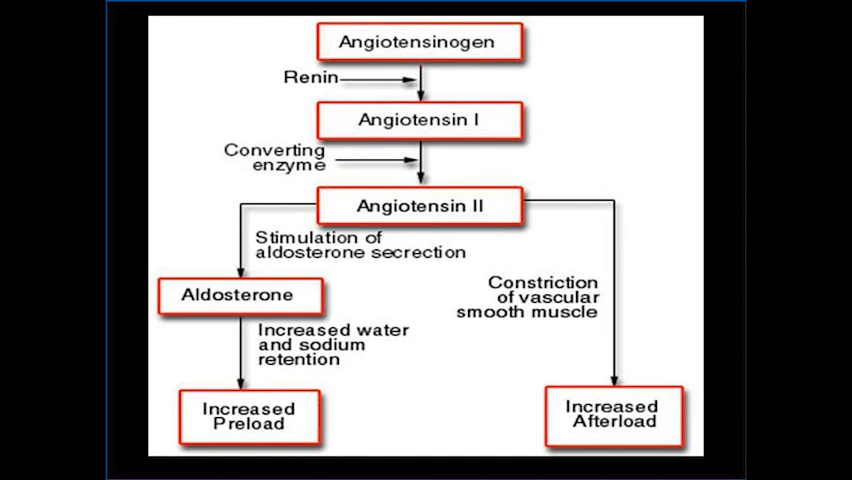 Angiotensinogen
Renin
Angiotensin I
Converting
enzyme
Angiotensin II
Stimulation of
aldosterone secretion
Aldosterone
Constriction
of vascular
smooth muscle
Increased water
and sodium
retention
Increased
Preload
Increased
Afterload